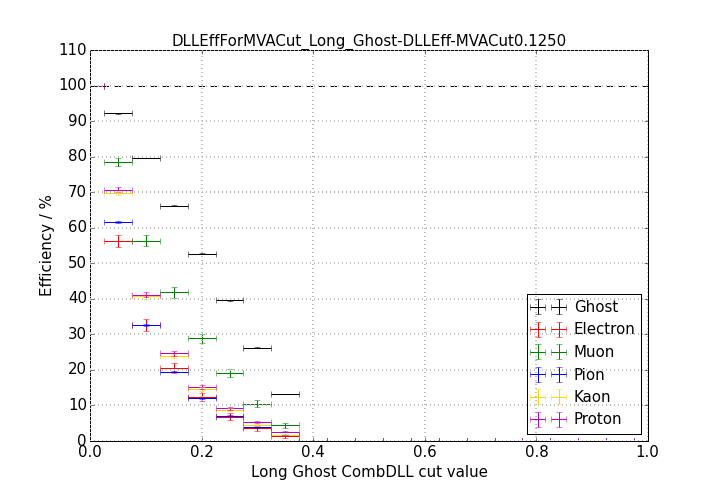 DLLEffForMVACut_Long_Ghost-DLLEff-MVACut0.1250
110
100
90
80
70
60
50
40
30
20
10
0
Efficiency / %
Ghost
Electron
Muon
Pion
Kaon
Proton
0.0 0.2 0.4 0.6 0.8 1.0
Long Ghost CombDLL cut value